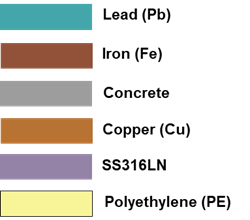 Lead (Pb)
Iron (Fe)
Concrete
Copper (Cu)
SS316LN
Polyethylene (PE)